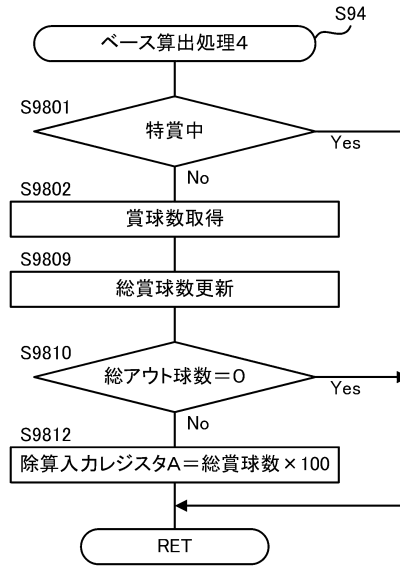 S94
ベース算出処理4
S9801
特賞中
Yes
No
S9802
賞球数取得
S9809
総賞球数更新
S9810
総アウト球数=0
Yes
No
S9812
除算入力レジスタA=総賞球数×100
RET